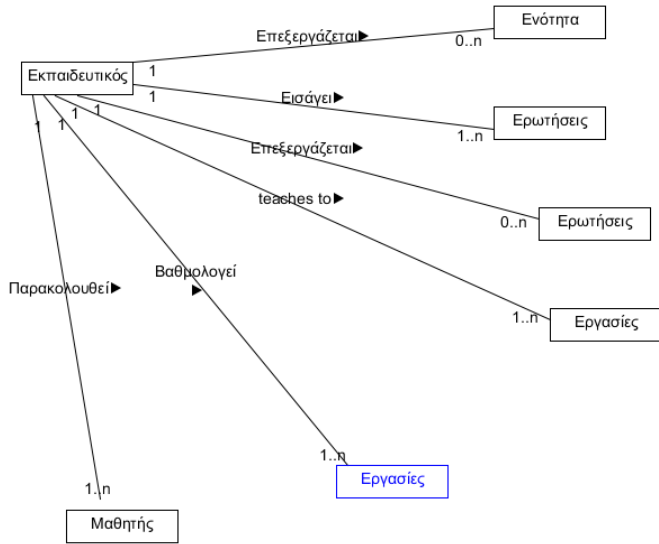 Ενότητα
Επεξεργάζεται▶
0..n
1
Εκπαιδευτικός
1
Εισάγει▶
Ερωτήσεις
1..n
1
1
1
1
Επεξεργάζεται▶
teaches to▶
Ερωτήσεις
0..n
Βαθμολογεί
▶
Παρακολουθεί▶
1..n
Εργασίες
1..n
Εργασίες
1..n
Μαθητής